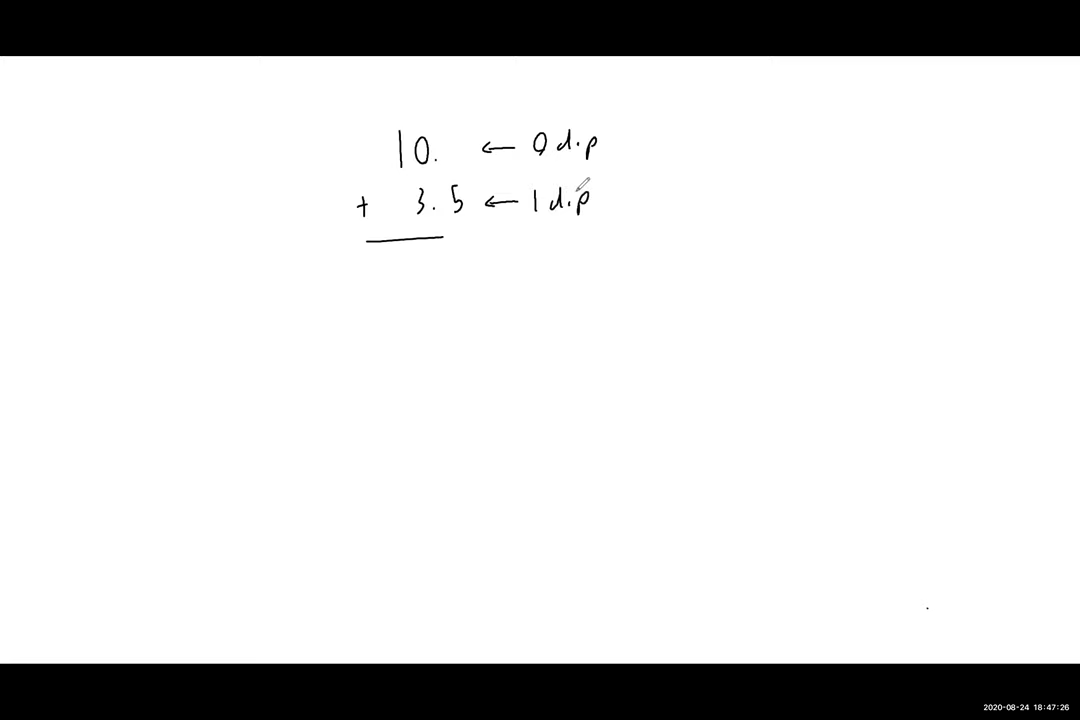 10. ← 0 d.p
+ 3.5 ← 1 d.p
2020-08-24 18:47:26